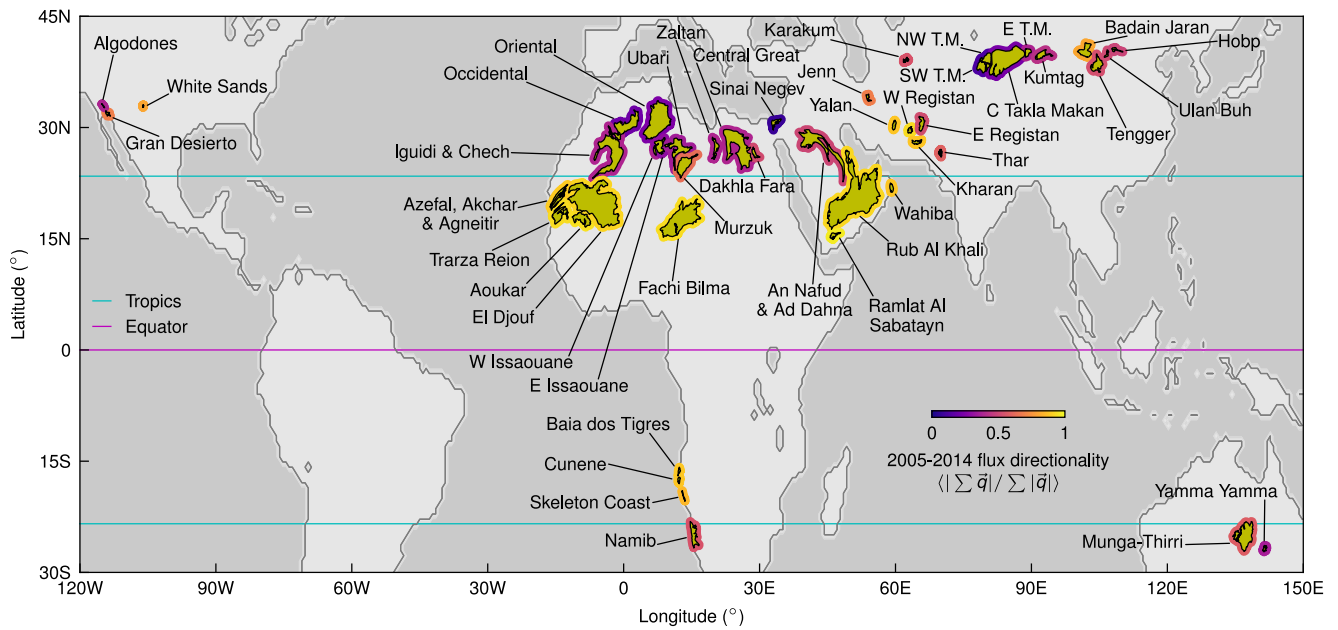 45N
30N
15N
0
15S
30S
Latitude (°)
120W
90W
60W
30W
0
30E
60E
90E
120E
150E
Longitude (°)
Algodones
White Sands
Gran Desierto
Oriental
Occidental
Zaltan
Ubari
Central Great
Sinai Negev
Iguidi & Chech
Dakhla Fara
Azefal, Akchar
& Agneitir
Trarza Reion
Aoukar
El Djouf
Murzuk
Fachi Bilma
W Issaouane
E Issaouane
An Nafud
& Ad Dahna
Ramlat Al
Sabatayn
Rub Al Khali
Wahiba
Karakum
Jenn
Yalan
W Registan
E Registan
Thar
Kharan
NW T.M.
E T.M.
SW T.M.
C Takla Makan
Kumtag
Badain Jaran
Hobp
Ulan Buh
Tengger
Tropics
Equator
Baia dos Tigres
Cunene
Skeleton Coast
Namib
0
0.5
1
2005-2014 flux directionality
⟨| ∑ q⃗| / ∑ |q⃗|⟩
Yamma Yamma
Munga-Thirri